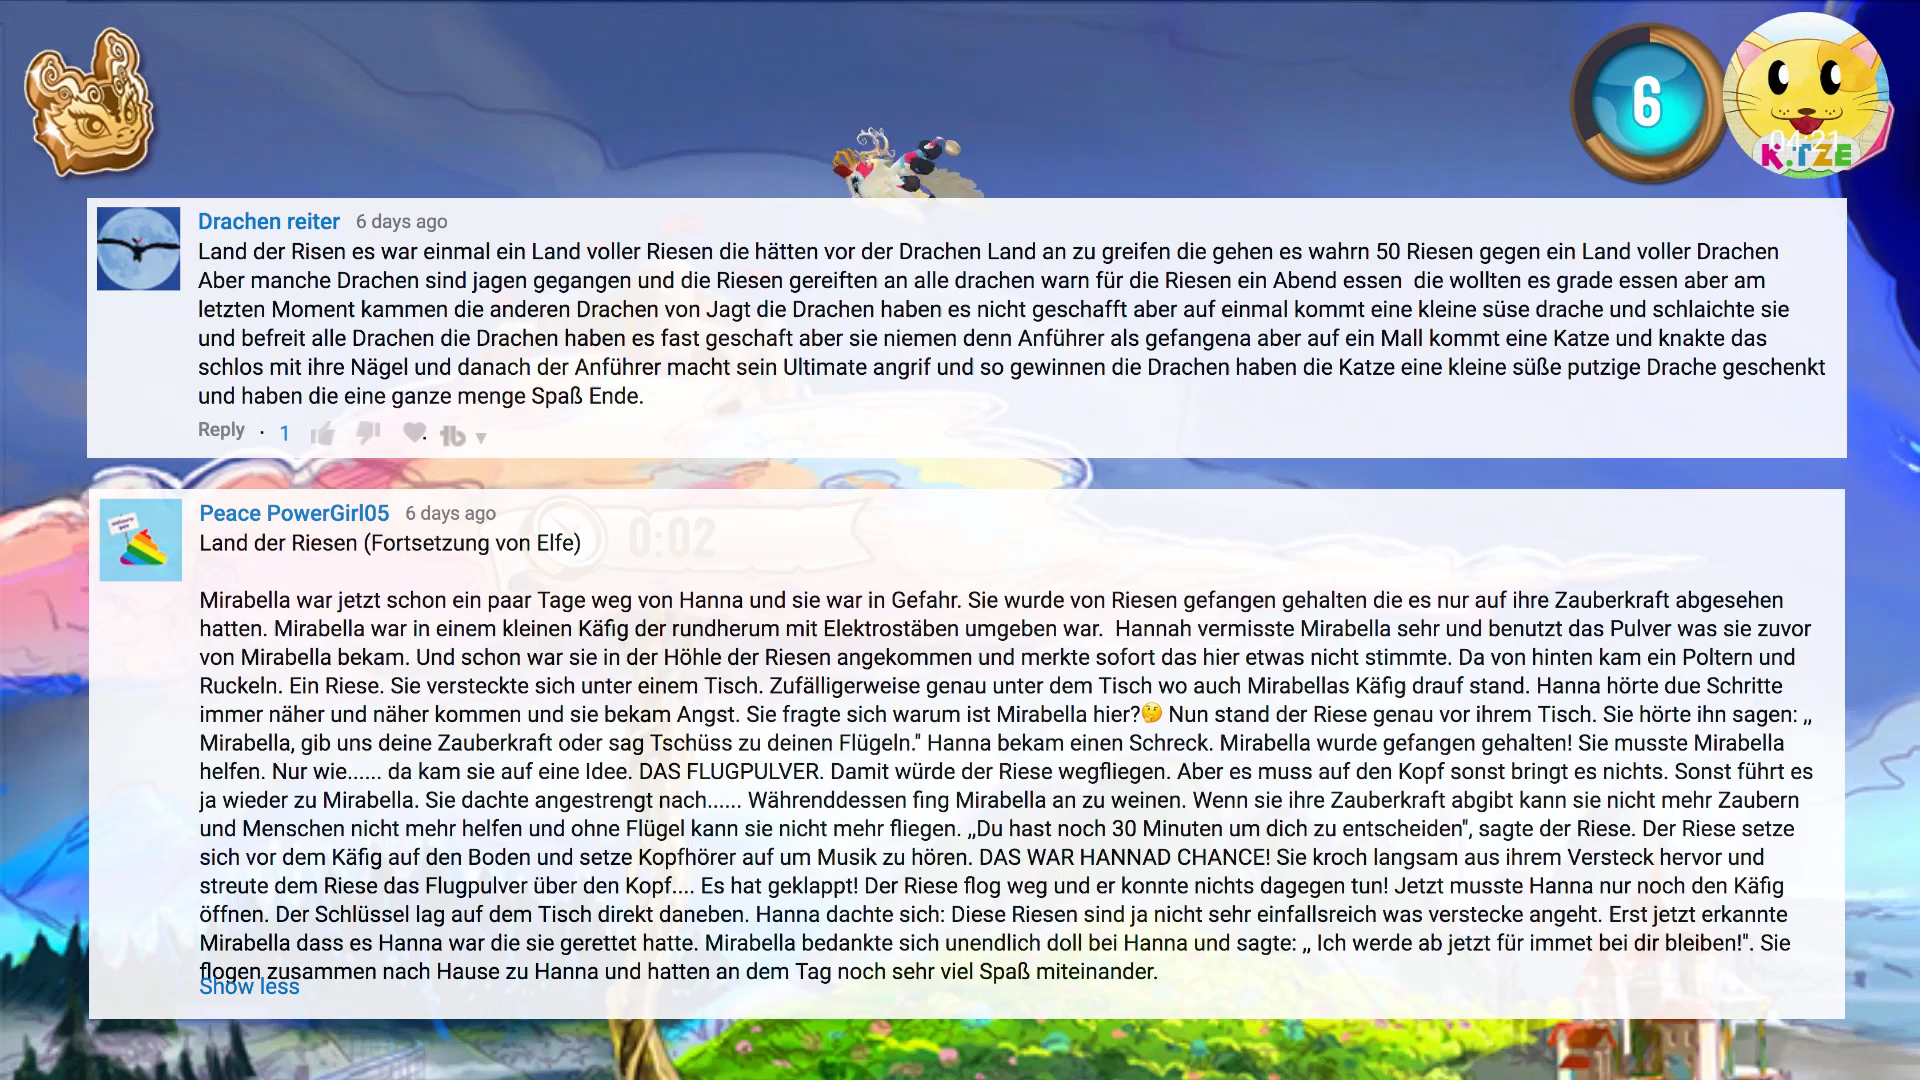 6
04:21
K.TZE
Drachen reiter 6 days ago
Land der Risen es war einmal ein Land voller Riesen die hätten vor der Drachen Land an zu greifen die gehen es wahrn 50 Riesen gegen ein Land voller Drachen
Aber manche Drachen sind jagen gegangen und die Riesen gereiften an alle drachen warn für die Riesen ein Abend essen die wollten es grade essen aber am
letzten Moment kammen die anderen Drachen von Jagt die Drachen haben es nicht geschafft aber auf einmal kommt eine kleine süse drache und schlaichte sie
und befreit alle Drachen die Drachen haben es fast geschaft aber sie niemen denn Anführer als gefangena aber auf ein Mall kommt eine Katze und knakte das
schlos mit ihre Nägel und danach der Anführer macht sein Ultimate angrif und so gewinnen die Drachen haben die Katze eine kleine süße putzige Drache geschenkt
und haben die eine ganze menge Spaß Ende.
Reply · 1
Peace PowerGirl05 6 days ago
Land der Riesen (Fortsetzung von Elfe)
0:02
Mirabella war jetzt schon ein paar Tage weg von Hanna und sie war in Gefahr. Sie wurde von Riesen gefangen gehalten die es nur auf ihre Zauberkraft abgesehen
hatten. Mirabella war in einem kleinen Käfig der rundherum mit Elektrostäben umgeben war. Hannah vermisste Mirabella sehr und benutzt das Pulver was sie zuvor
von Mirabella bekam. Und schon war sie in der Höhle der Riesen angekommen und merkte sofort das hier etwas nicht stimmte. Da von hinten kam ein Poltern und
Ruckeln. Ein Riese. Sie versteckte sich unter einem Tisch. Zufälligerweise genau unter dem Tisch wo auch Mirabellas Käfig drauf stand. Hanna hörte due Schritte
immer näher und näher kommen und sie bekam Angst. Sie fragte sich warum ist Mirabella hier?🤔 Nun stand der Riese genau vor ihrem Tisch. Sie hörte ihn sagen: ,,
Mirabella, gib uns deine Zauberkraft oder sag Tschüss zu deinen Flügeln." Hanna bekam einen Schreck. Mirabella wurde gefangen gehalten! Sie musste Mirabella
helfen. Nur wie...... da kam sie auf eine Idee. DAS FLUGPULVER. Damit würde der Riese wegfliegen. Aber es muss auf den Kopf sonst bringt es nichts. Sonst führt es
ja wieder zu Mirabella. Sie dachte angestrengt nach...... Währenddessen fing Mirabella an zu weinen. Wenn sie ihre Zauberkraft abgibt kann sie nicht mehr Zaubern
und Menschen nicht mehr helfen und ohne Flügel kann sie nicht mehr fliegen. ,,Du hast noch 30 Minuten um dich zu entscheiden", sagte der Riese. Der Riese setze
sich vor dem Käfig auf den Boden und setze Kopfhörer auf um Musik zu hören. DAS WAR HANNAD CHANCE! Sie kroch langsam aus ihrem Versteck hervor und
streute dem Riese das Flugpulver über den Kopf.... Es hat geklappt! Der Riese flog weg und er konnte nichts dagegen tun! Jetzt musste Hanna nur noch den Käfig
öffnen. Der Schlüssel lag auf dem Tisch direkt daneben. Hanna dachte sich: Diese Riesen sind ja nicht sehr einfallsreich was verstecke angeht. Erst jetzt erkannte
Mirabella dass es Hanna war die sie gerettet hatte. Mirabella bedankte sich unendlich doll bei Hanna und sagte: ,, Ich werde ab jetzt für immet bei dir bleiben!". Sie
flogen zusammen nach Hause zu Hanna und hatten an dem Tag noch sehr viel Spaß miteinander.
Show less